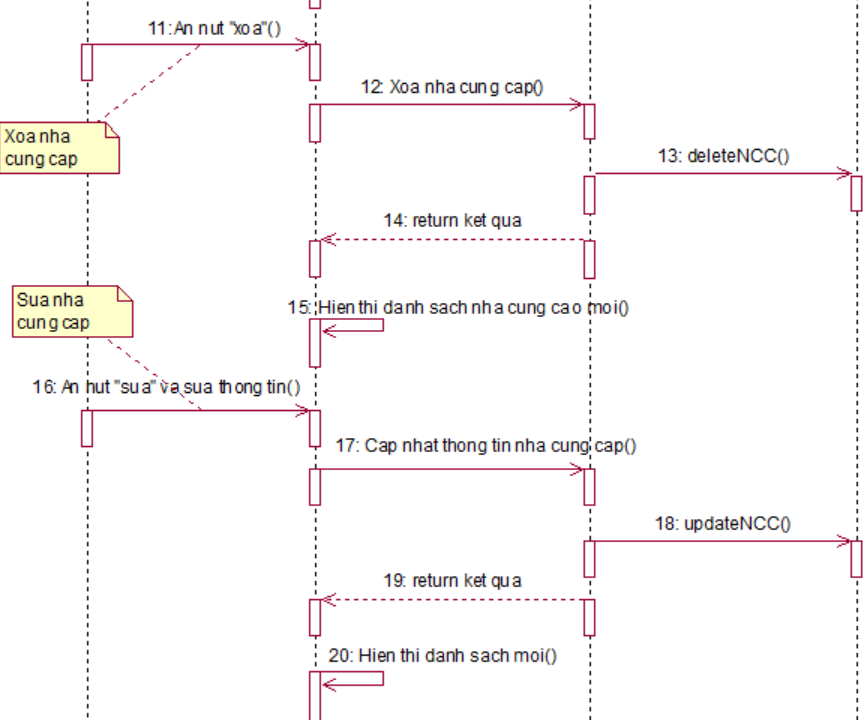 11:An nut "xoa"()
12: Xoa nha cung cap()
Xoa nha
cung cap
13: deleteNCC()
14: return ket qua
Sua nha
cung cap
15: Hien thi danh sach nha cung cao moi()
16: An nut "sua" va sua thong tin()
17: Cap nhat thong tin nha cung cap()
18: updateNCC()
19: return ket qua
20: Hien thi danh sach moi()